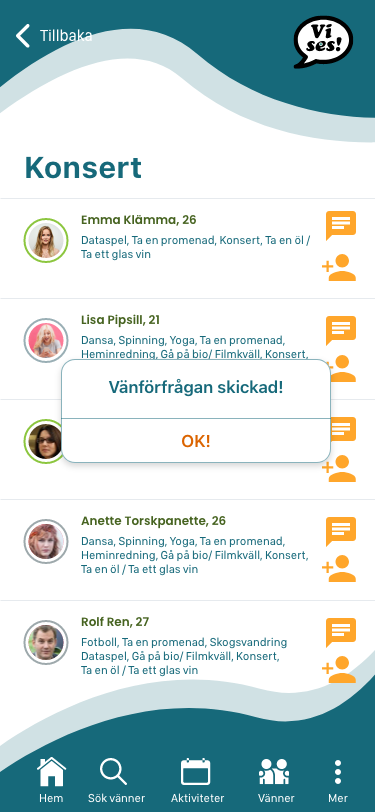 Tillbaka
Vi
ses!
Konsert
Emma Klämma, 26
Dataspel, Ta en promenad, Konsert, Ta en öl /
Ta ett glas vin
Lisa Pipsill, 21
Dansa, Spinning, Yoga, Ta en promenad,
Heminredning, Gå på bio/ Filmkväll, Konsert,
Vänförfrågan skickad!
OK!
Anette Torskpanette, 26
Dansa, Spinning, Yoga, Ta en promenad,
Heminredning, Gå på bio/ Filmkväll, Konsert,
Ta en öl / Ta ett glas vin
Rolf Ren, 27
Fotboll, Ta en promenad, Skogsvandring
Dataspel, Gå på bio/ Filmkväll, Konsert,
Ta en öl / Ta ett glas vin
Hem
Sök vänner
Aktiviteter
Vänner
Mer